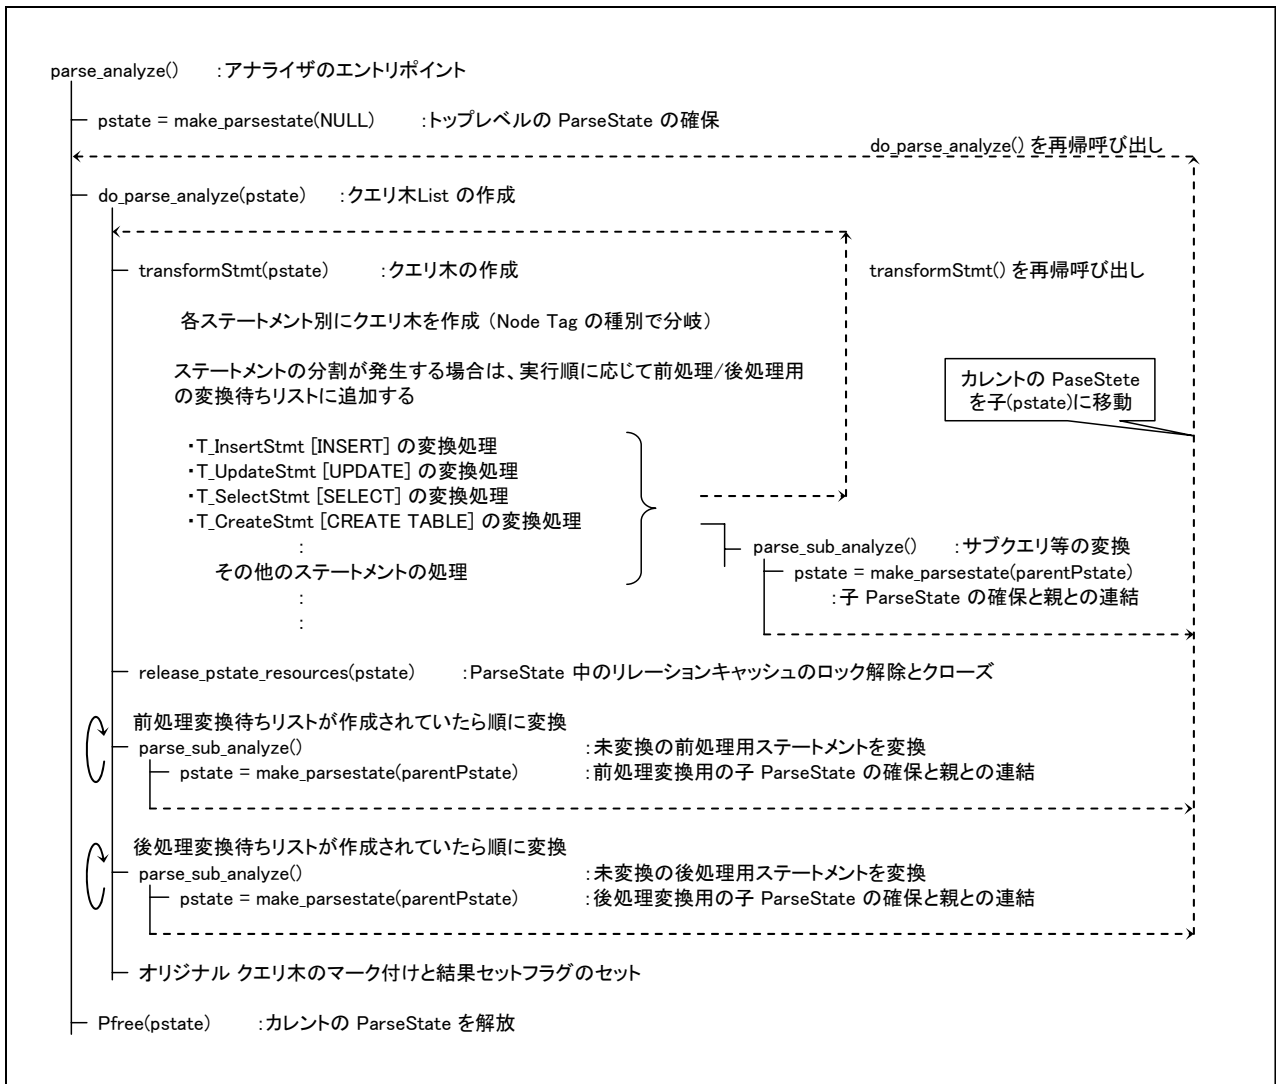 parse_analyze() :アナライザのエントリポイント
pstate = make_parsestate(NULL) :トップレベルの ParseState の確保
do_parse_analyze() を再帰呼び出し
do_parse_analyze(pstate) :クエリ木List の作成
transformStmt(pstate) :クエリ木の作成
transformStmt() を再帰呼び出し
各ステートメント別にクエリ木を作成 (Node Tag の種別で分岐)
ステートメントの分割が発生する場合は、実行順に応じて前処理/後処理用
の変換待ちリストに追加する
カレントの PaseStete
を子(pstate)に移動
・T_InsertStmt [INSERT] の変換処理
・T_UpdateStmt [UPDATE] の変換処理
・T_SelectStmt [SELECT] の変換処理
・T_CreateStmt [CREATE TABLE] の変換処理
:
その他のステートメントの処理
:
:
parse_sub_analyze() :サブクエリ等の変換
pstate = make_parsestate(parentPstate)
:子 ParseState の確保と親との連結
release_pstate_resources(pstate) :ParseState 中のリレーションキャッシュのロック解除とクローズ
前処理変換待ちリストが作成されていたら順に変換
parse_sub_analyze() :未変換の前処理用ステートメントを変換
pstate = make_parsestate(parentPstate) :前処理変換用の子 ParseState の確保と親との連結
後処理変換待ちリストが作成されていたら順に変換
parse_sub_analyze() :未変換の後処理用ステートメントを変換
pstate = make_parsestate(parentPstate) :後処理変換用の子 ParseState の確保と親との連結
オリジナル クエリ木のマーク付けと結果セットフラグのセット
Pfree(pstate) :カレントの ParseState を解放